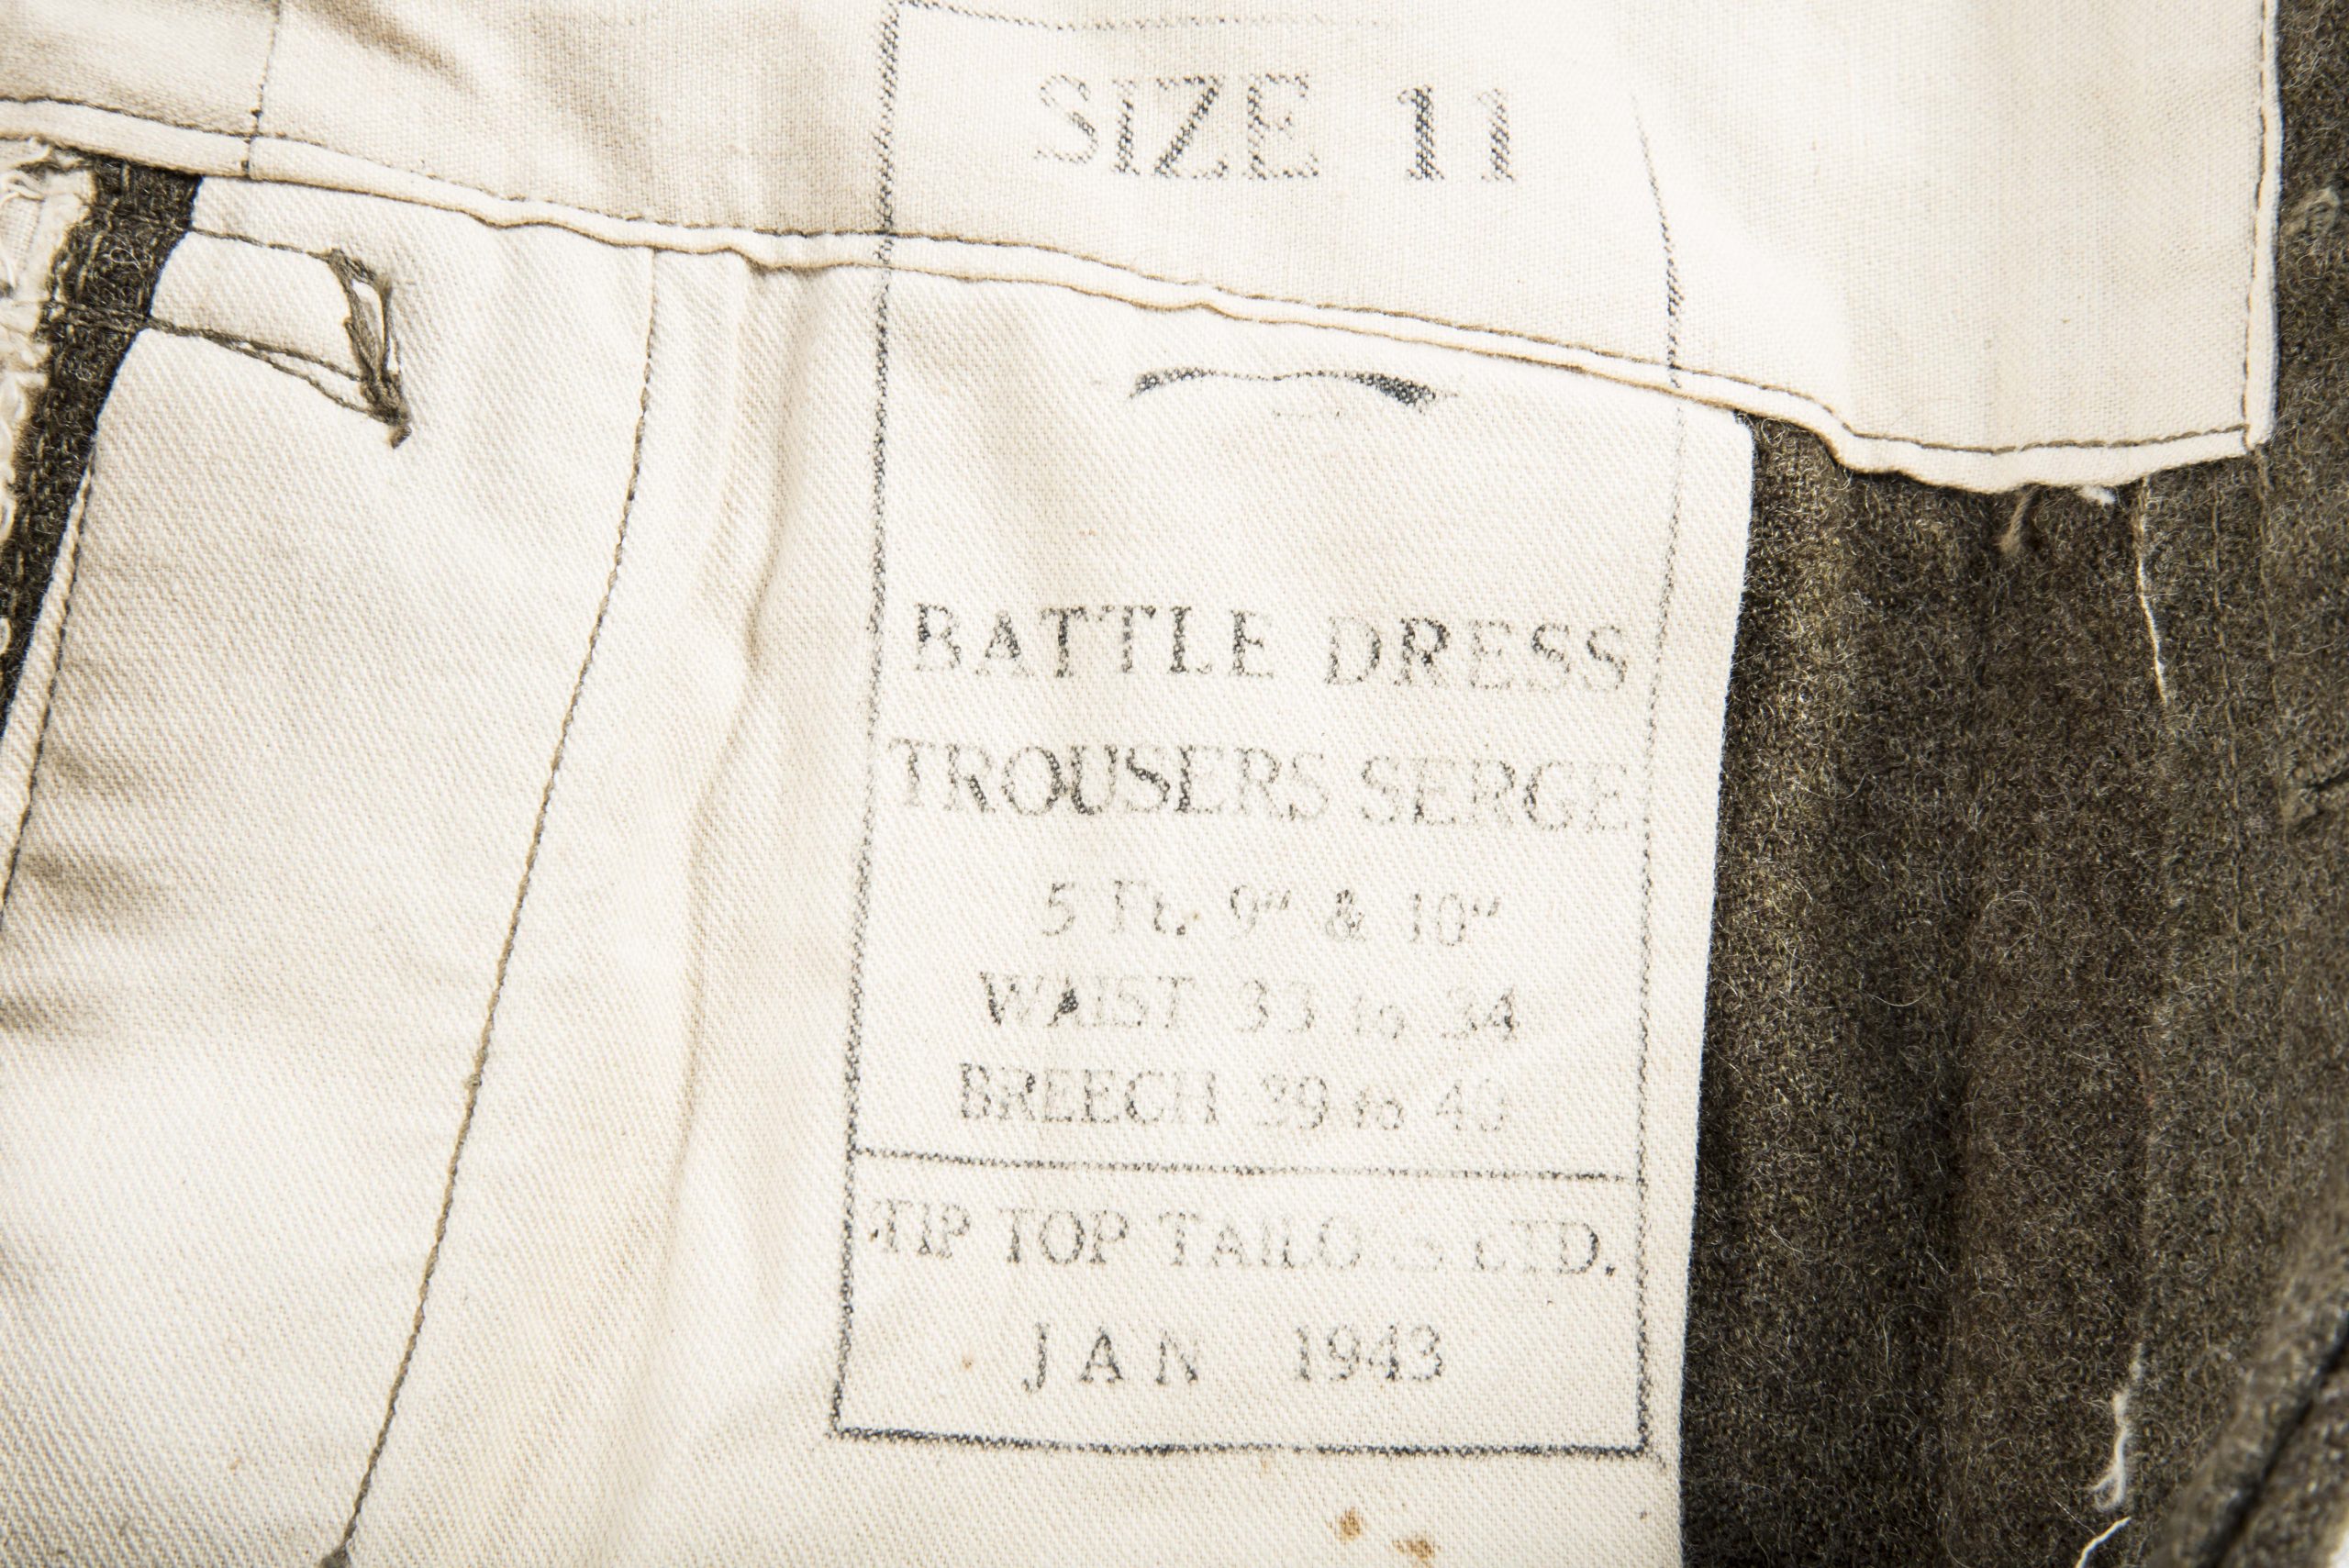 SIZE 11
BATTLE DRESS
TROUSERS SERGE
5 Ft. 9" & 10"
WAIST 33 to 34
BREECH 39 to 40
TIP TOP TAILORS LTD.
JAN 1943